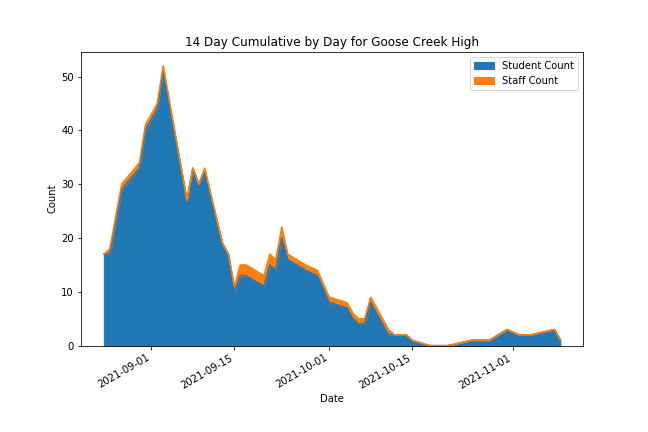 14 Day Cumulative by Day for Goose Creek High
Student Count
Staff Count
Count
50
40
30
20
10
0
2021-09-01
2021-09-15
2021-10-01
2021-10-15
2021-11-01
Date